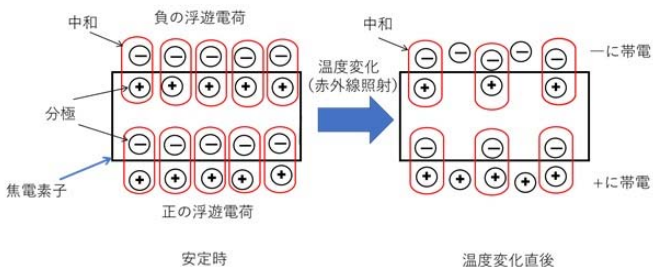 中和
負の浮遊電荷
分極
焦電素子
正の浮遊電荷
安定時
温度変化
(赤外線照射)
中和
―に帯電
+に帯電
温度変化直後